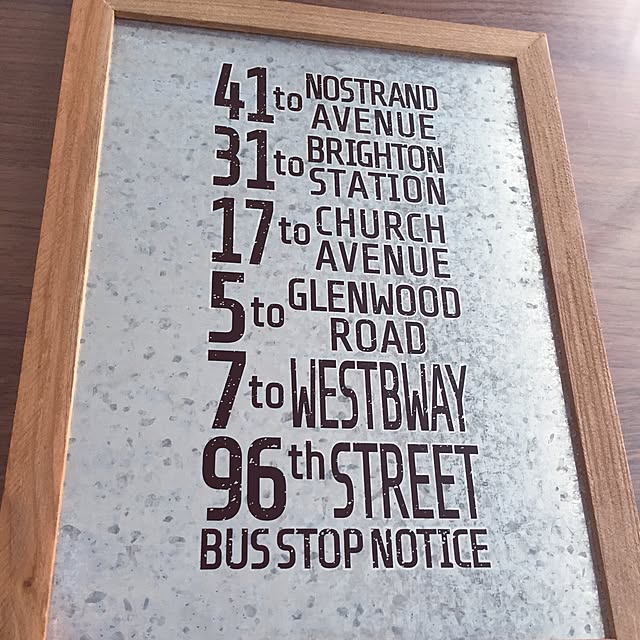 41 to NOSTRAND
AVENUE
31 to BRIGHTON
STATION
17 to CHURCH
AVENUE
5 to GLENWOOD
ROAD
7 to WESTBWAY
96th STREET
BUS STOP NOTICE